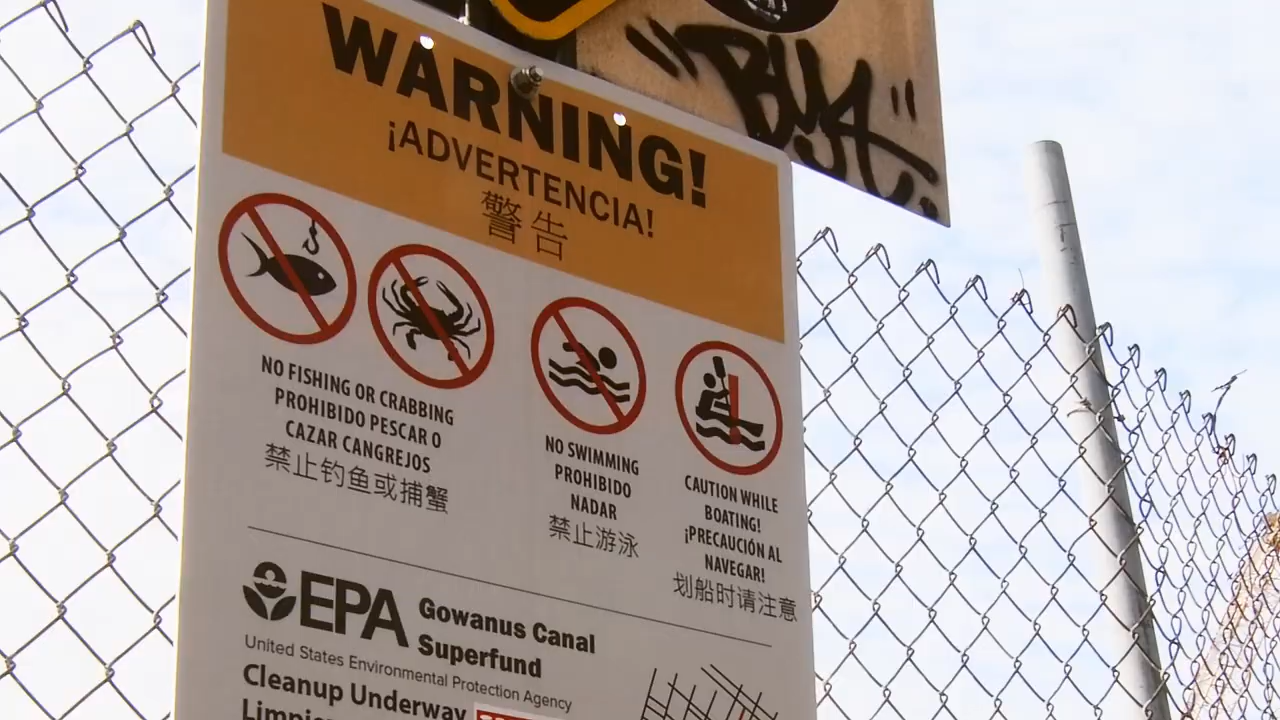 WARNING!
¡ADVERTENCIA!
警告
NO FISHING OR CRABBING
PROHIBIDO PESCAR O
CAZAR CANGREJOS
禁止钓鱼或捕蟹
NO SWIMMING
PROHIBIDO
NADAR
禁止游泳
CAUTION WHILE
BOATING!
¡PRECAUCIÓN AL
NAVEGAR!
划船时请注意
EPA
Gowanus Canal
Superfund
United States Environmental Protection Agency
Cleanup Underway